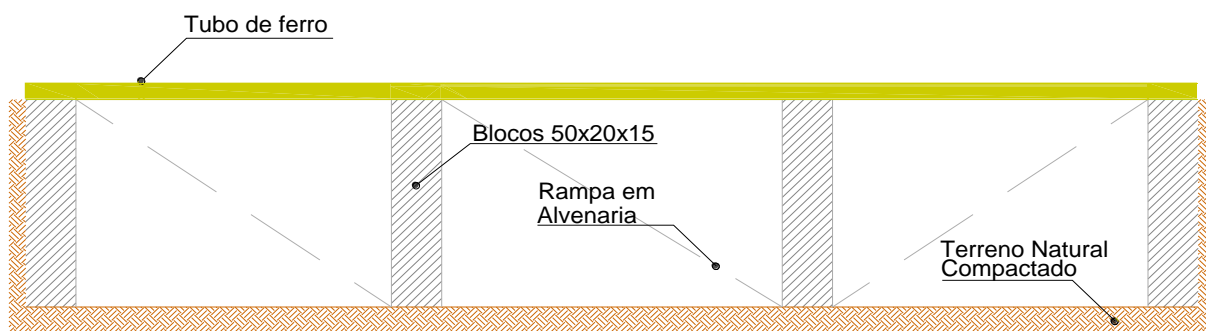 Tubo de ferro
Blocos 50x20x15
Rampa em
Alvenaria
Terreno Natural
Compactado